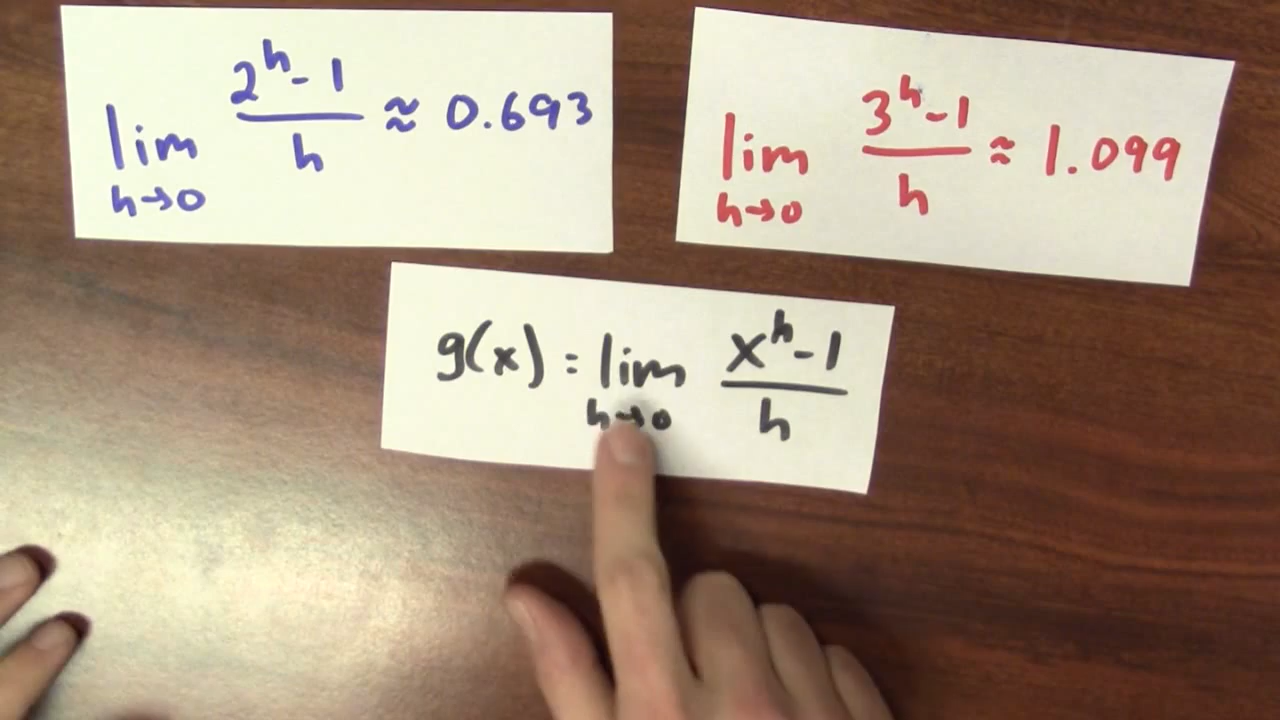 lim h→0 2^h - 1 / h ≈ 0.693
lim h→0 3^h - 1 / h ≈ 1.099
g(x) = lim h→0 x^h - 1 / h